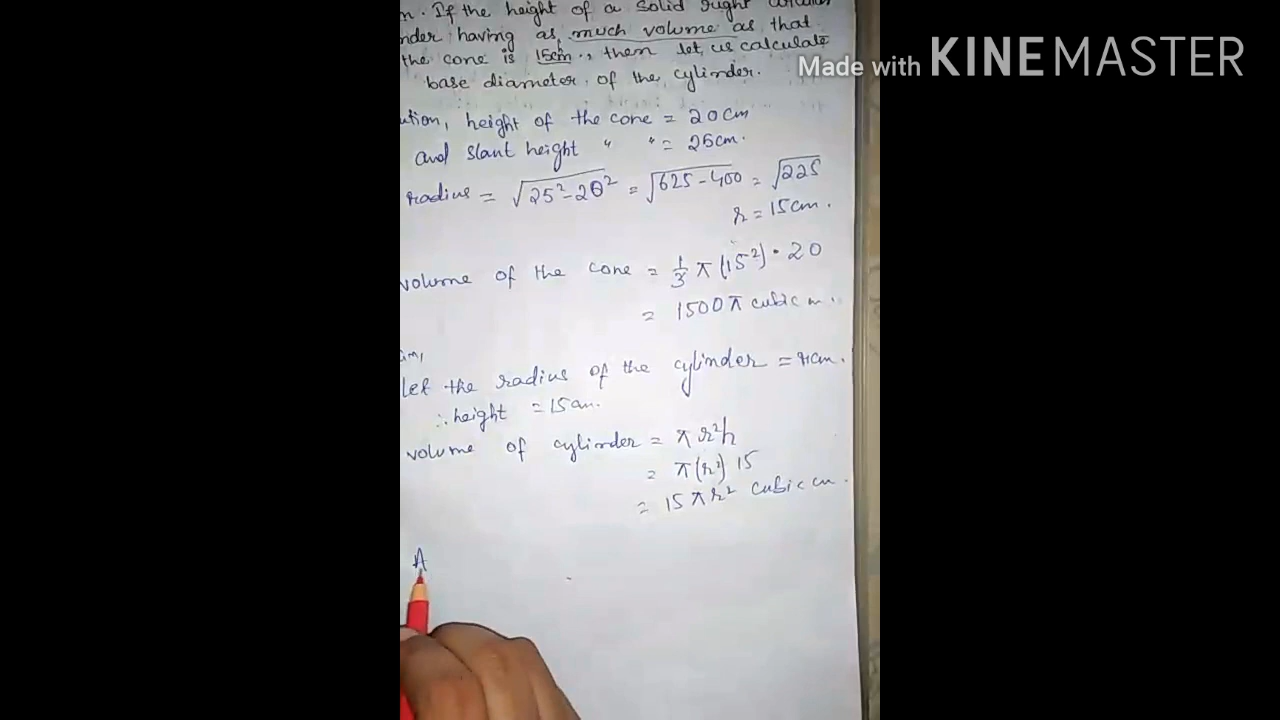 m. If the height of a solid right circular
nder having as much volume as that
the cone is 15cm., then let us calculate
base diameter of the cylinder.
Made with KINEMASTER
ution, height of the cone = 20cm
and slant height " " = 25cm.
radius = √25²-20² = √625-400 = √225
r = 15cm.
volume of the cone = 1/3 π (15²) · 20
= 1500π cubic m.
let the radius of the cylinder = r cm.
∴ height = 15cm.
volume of cylinder = πr²h
= π(r²) 15
= 15πr² cubic cm.
A